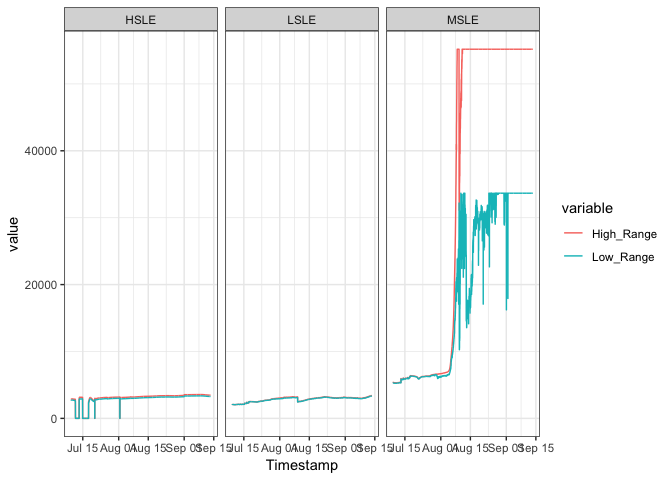 HSLE LSLE MSLE
value
40000
20000
0
variable
High_Range
Low_Range
Jul 15 Aug 01 Aug 15 Sep 01 Sep 15 Jul 15 Aug 01 Aug 15 Sep 01 Sep 15 Jul 15 Aug 01 Aug 15 Sep 01 Sep 15
Timestamp